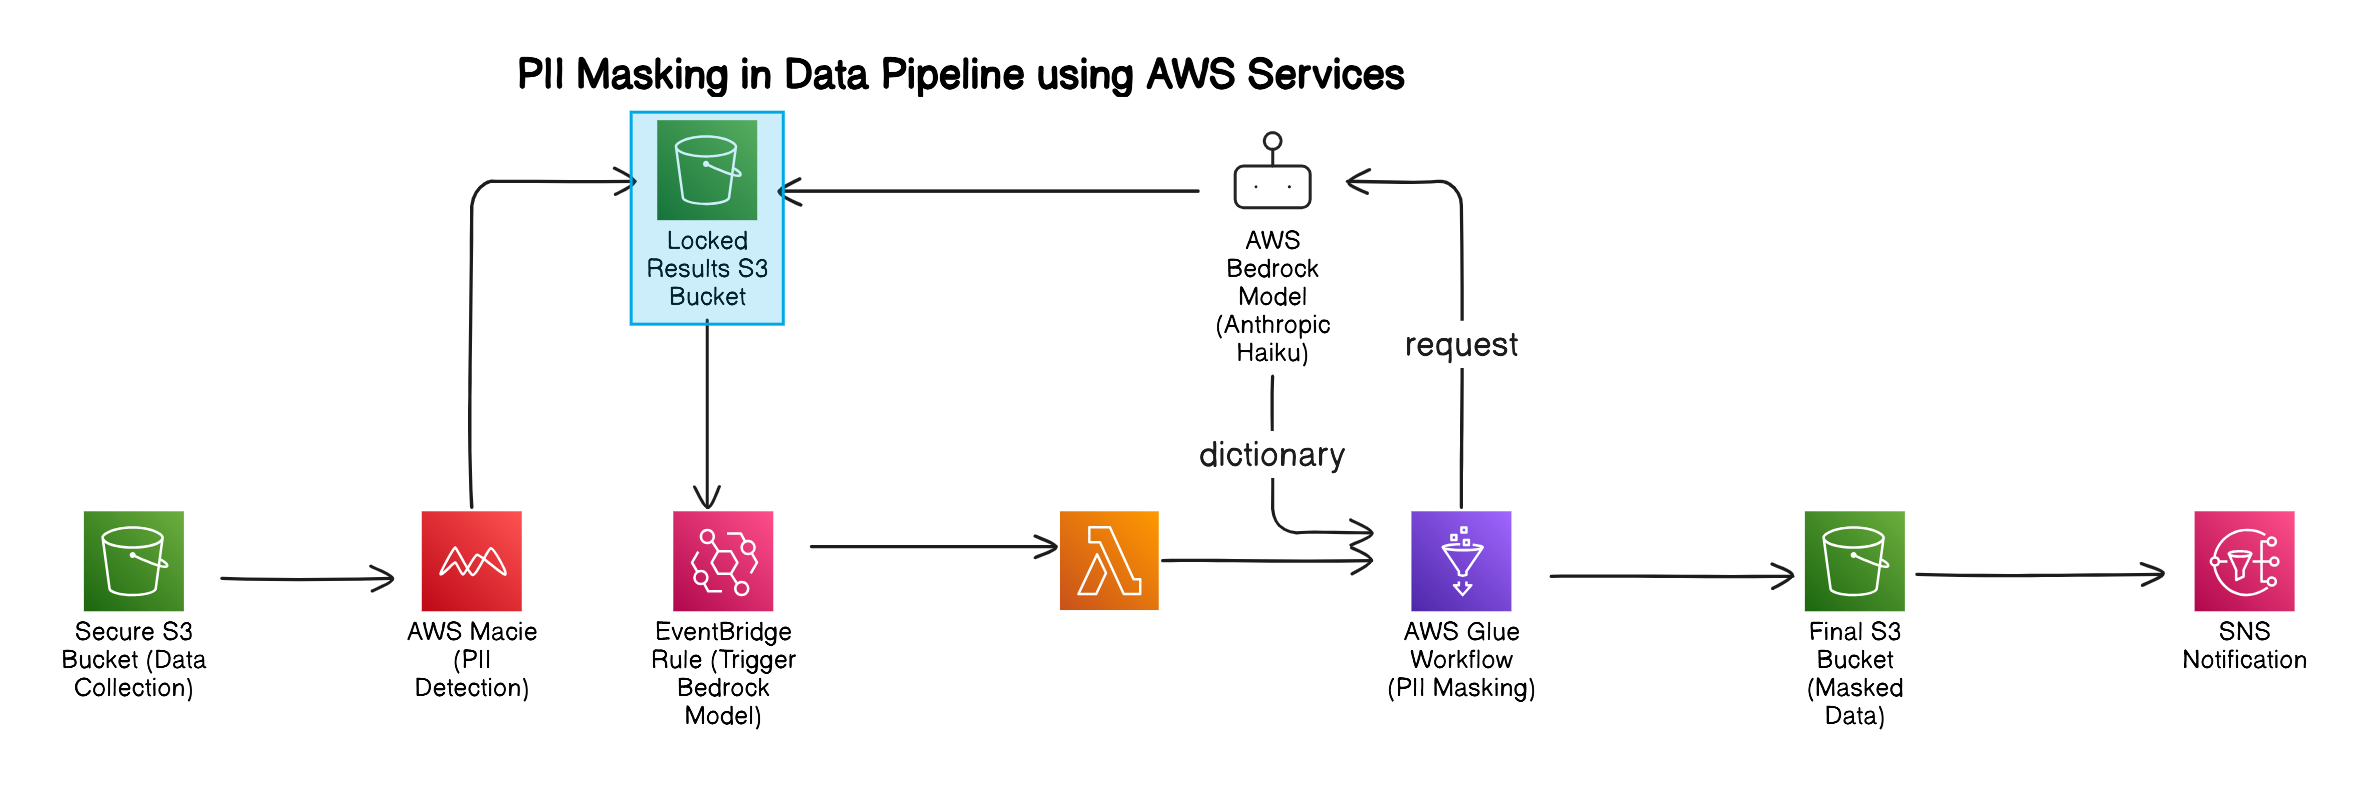 PII Masking in Data Pipeline using AWS Services
Locked
Results S3
Bucket
AWS
Bedrock
Model
(Anthropic
Haiku)
request
dictionary
Secure S3
Bucket (Data
Collection)
AWS Macie
(PII
Detection)
EventBridge
Rule (Trigger
Bedrock
Model)
AWS Glue
Workflow
(PII Masking)
Final S3
Bucket
(Masked
Data)
SNS
Notification